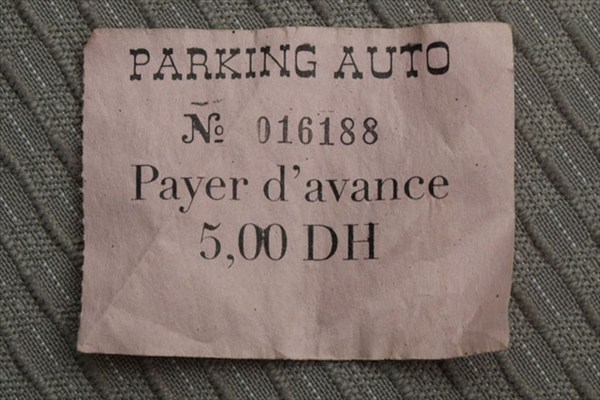 PARKING AUTO
№ 016188
Payer d'avance
5,00 DH